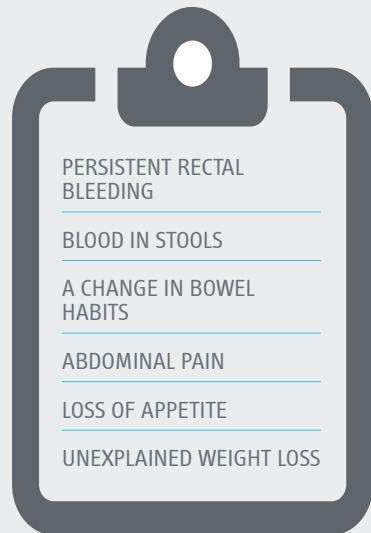 PERSISTENT RECTAL
BLEEDING
BLOOD IN STOOLS
A CHANGE IN BOWEL
HABITS
ABDOMINAL PAIN
LOSS OF APPETITE
UNEXPLAINED WEIGHT LOSS